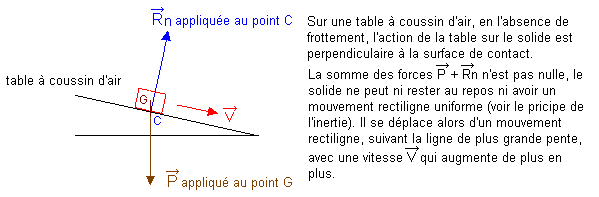 Rn appliquée au point C
table à coussin d'air
G
C
V
P appliqué au point G
Sur une table à coussin d'air, en l'absence de
frottement, l'action de la table sur le solide est
perpendiculaire à la surface de contact.
La somme des forces P + Rn n'est pas nulle, le
solide ne peut ni rester au repos ni avoir un
mouvement rectiligne uniforme (voir le pricipe de
l'inertie). Il se déplace alors d'un mouvement
rectiligne, suivant la ligne de plus grande pente,
avec une vitesse V qui augmente de plus en
plus.